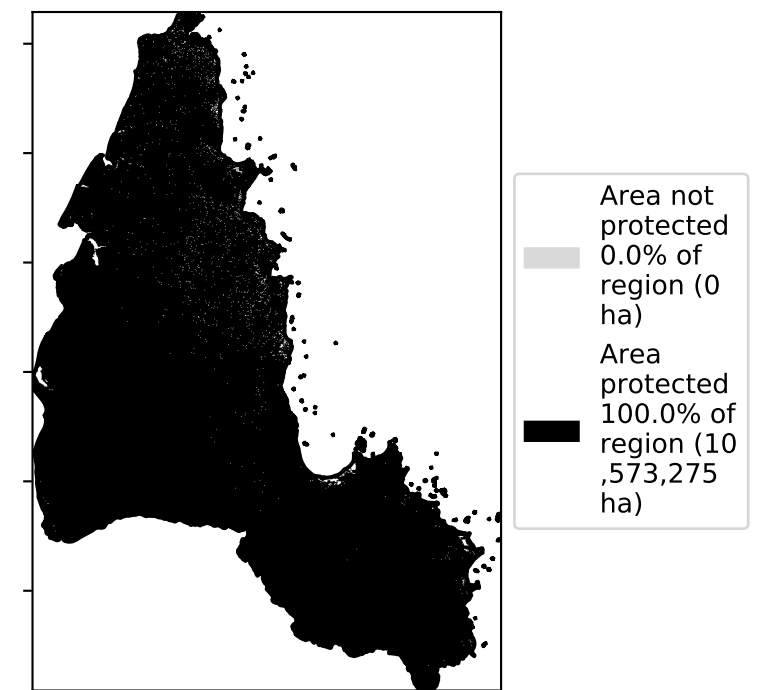 Area not
protected
0.0% of
region (0
ha)
Area
protected
100.0% of
region (10
,573,275
ha)